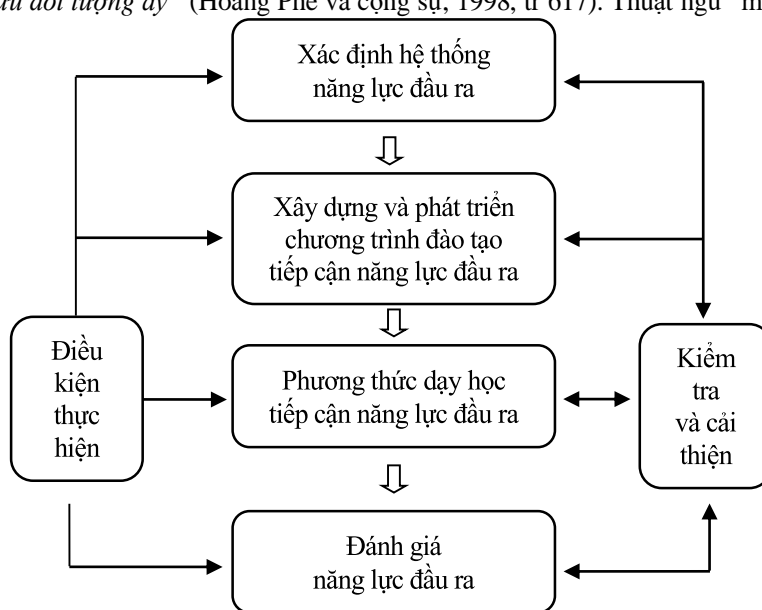 ưu đối tượng ấy" (Hoàng Phê và cộng sự, 1998, tr 617). Thuật ngữ "m
Xác định hệ thống
năng lực đầu ra
Xây dựng và phát triển
chương trình đào tạo
tiếp cận năng lực đầu ra
Điều
kiện
thực
hiện
Phương thức dạy học
tiếp cận năng lực đầu ra
Kiểm
tra
và cải
thiện
Đánh giá
năng lực đầu ra